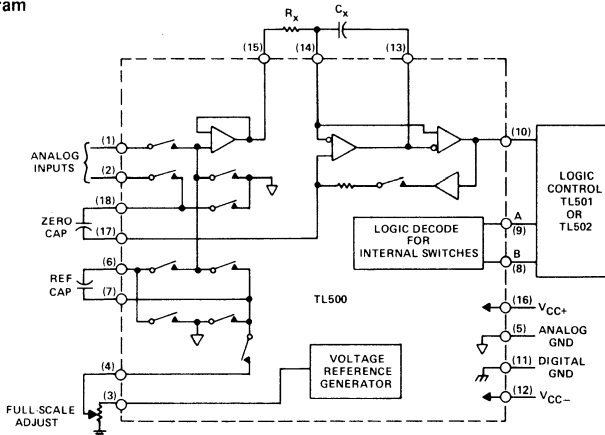 ram
Rx
Cx
(15)
(14)
(13)
(1)
ANALOG
INPUTS
(2)
(18)
ZERO
CAP
(17)
(6)
REF
CAP
(7)
(4)
(3)
FULL-SCALE
ADJUST
(10)
LOGIC
CONTROL
TL501
OR
TL502
LOGIC DECODE
FOR
INTERNAL SWITCHES
A
(9)
B
(8)
TL500
VOLTAGE
REFERENCE
GENERATOR
(16) VCC+
(5) ANALOG
GND
(11) DIGITAL
GND
(12) VCC−